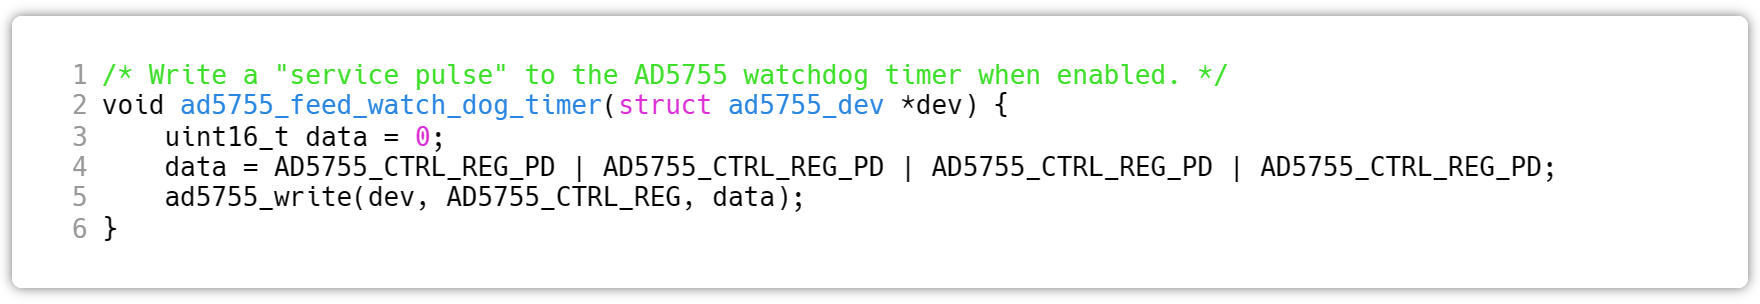 1 /* Write a "service pulse" to the AD5755 watchdog timer when enabled. */
2 void ad5755_feed_watch_dog_timer(struct ad5755_dev *dev) {
3     uint16_t data = 0;
4     data = AD5755_CTRL_REG_PD | AD5755_CTRL_REG_PD | AD5755_CTRL_REG_PD | AD5755_CTRL_REG_PD;
5     ad5755_write(dev, AD5755_CTRL_REG, data);
6 }